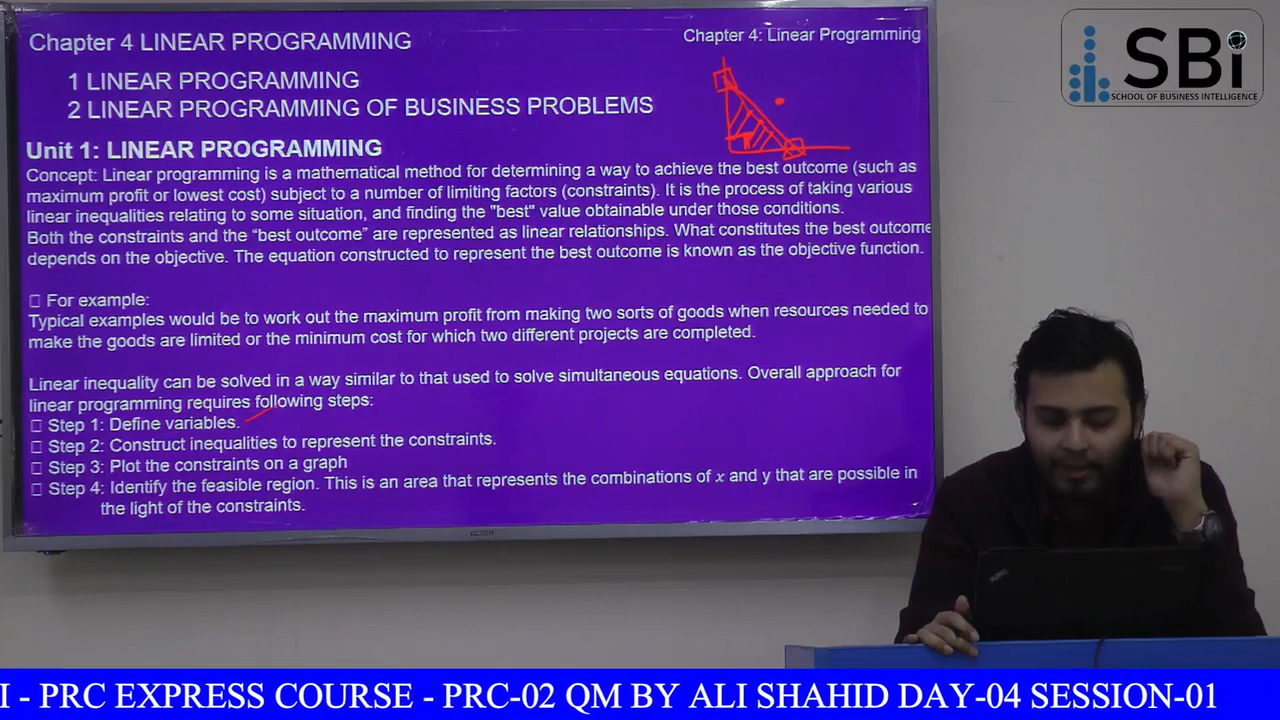 Chapter 4 LINEAR PROGRAMMING
Chapter 4: Linear Programming
1 LINEAR PROGRAMMING
2 LINEAR PROGRAMMING OF BUSINESS PROBLEMS
Unit 1: LINEAR PROGRAMMING
Concept: Linear programming is a mathematical method for determining a way to achieve the best outcome (such as
maximum profit or lowest cost) subject to a number of limiting factors (constraints). It is the process of taking various
linear inequalities relating to some situation, and finding the "best" value obtainable under those conditions.
Both the constraints and the “best outcome” are represented as linear relationships. What constitutes the best outcome
depends on the objective. The equation constructed to represent the best outcome is known as the objective function.
For example:
Typical examples would be to work out the maximum profit from making two sorts of goods when resources needed to
make the goods are limited or the minimum cost for which two different projects are completed.
Linear inequality can be solved in a way similar to that used to solve simultaneous equations. Overall approach for
linear programming requires following steps:
Step 1: Define variables.
Step 2: Construct inequalities to represent the constraints.
Step 3: Plot the constraints on a graph
Step 4: Identify the feasible region. This is an area that represents the combinations of x and y that are possible in
the light of the constraints.
SBi
SCHOOL OF BUSINESS INTELLIGENCE
I - PRC EXPRESS COURSE - PRC-02 QM BY ALI SHAHID DAY-04 SESSION-01